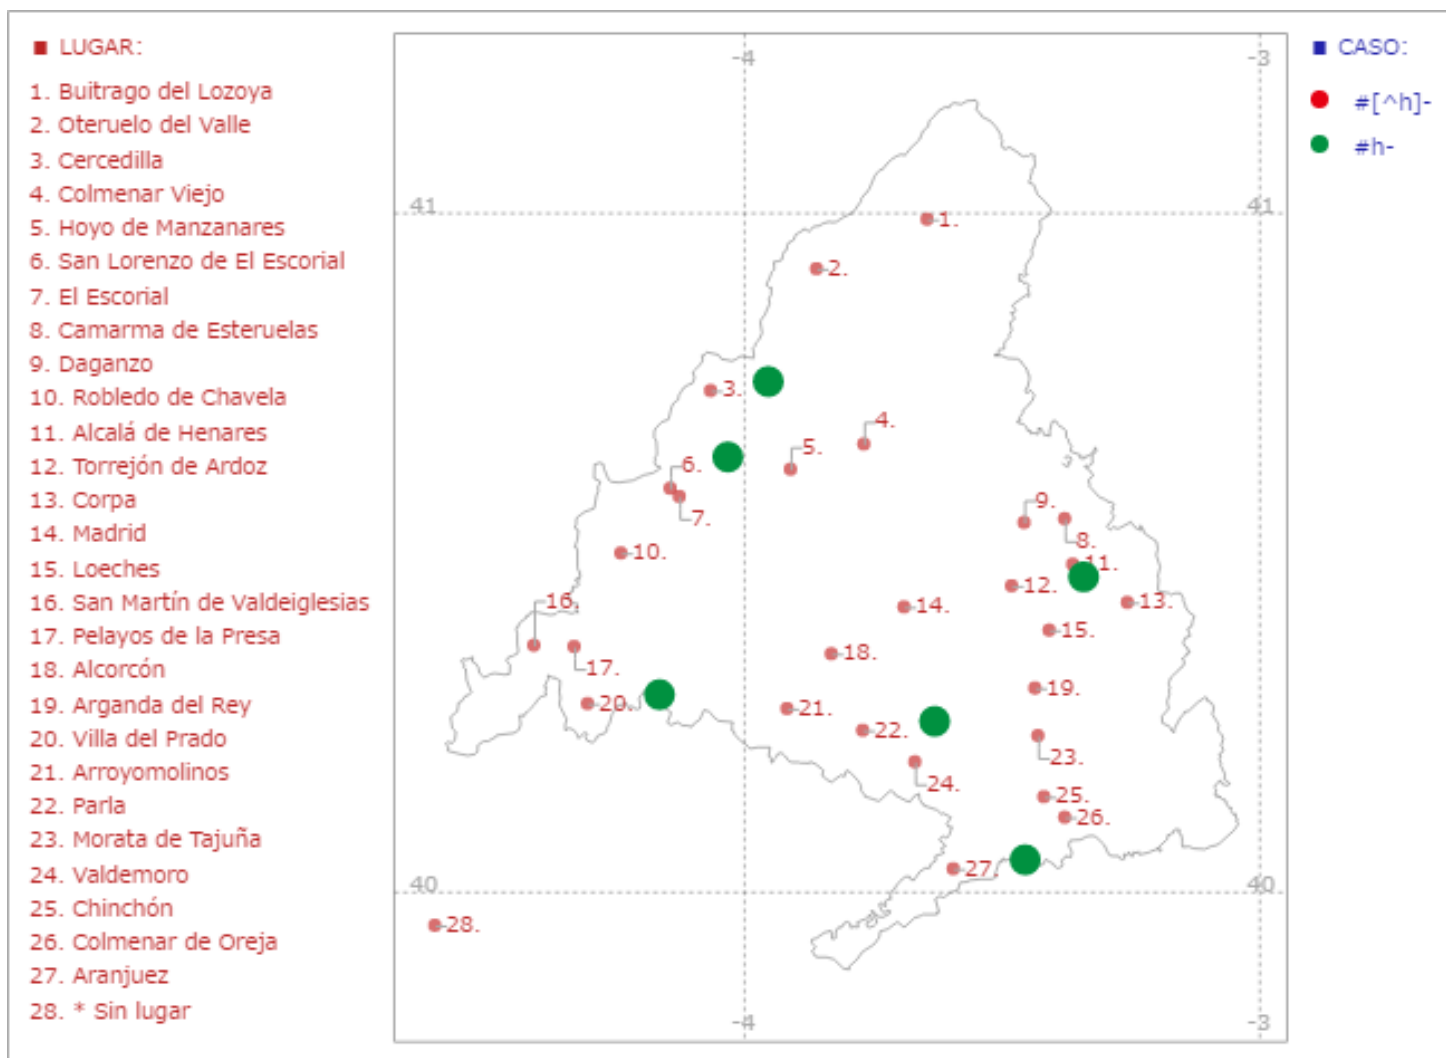 LUGAR:
1. Buitrago del Lozoya
2. Oteruelo del Valle
3. Cercedilla
4. Colmenar Viejo
5. Hoyo de Manzanares
6. San Lorenzo de El Escorial
7. El Escorial
8. Camarma de Esteruelas
9. Daganzo
10. Robledo de Chavela
11. Alcalá de Henares
12. Torrejón de Ardoz
13. Corpa
14. Madrid
15. Loeches
16. San Martín de Valdeiglesias
17. Pelayos de la Presa
18. Alcorcón
19. Arganda del Rey
20. Villa del Prado
21. Arroyomolinos
22. Parla
23. Morata de Tajuña
24. Valdemoro
25. Chinchón
26. Colmenar de Oreja
27. Aranjuez
28. * Sin lugar
-4
-3
41
41
1.
2.
3.
4.
5.
6.
7.
9.
8.
10.
11.
12.
13.
16.
14.
15.
17.
18.
19.
20.
21.
22.
23.
24.
25.
26.
27.
40
40
28.
-4
-3
CASO:
#[^h]-
#h-